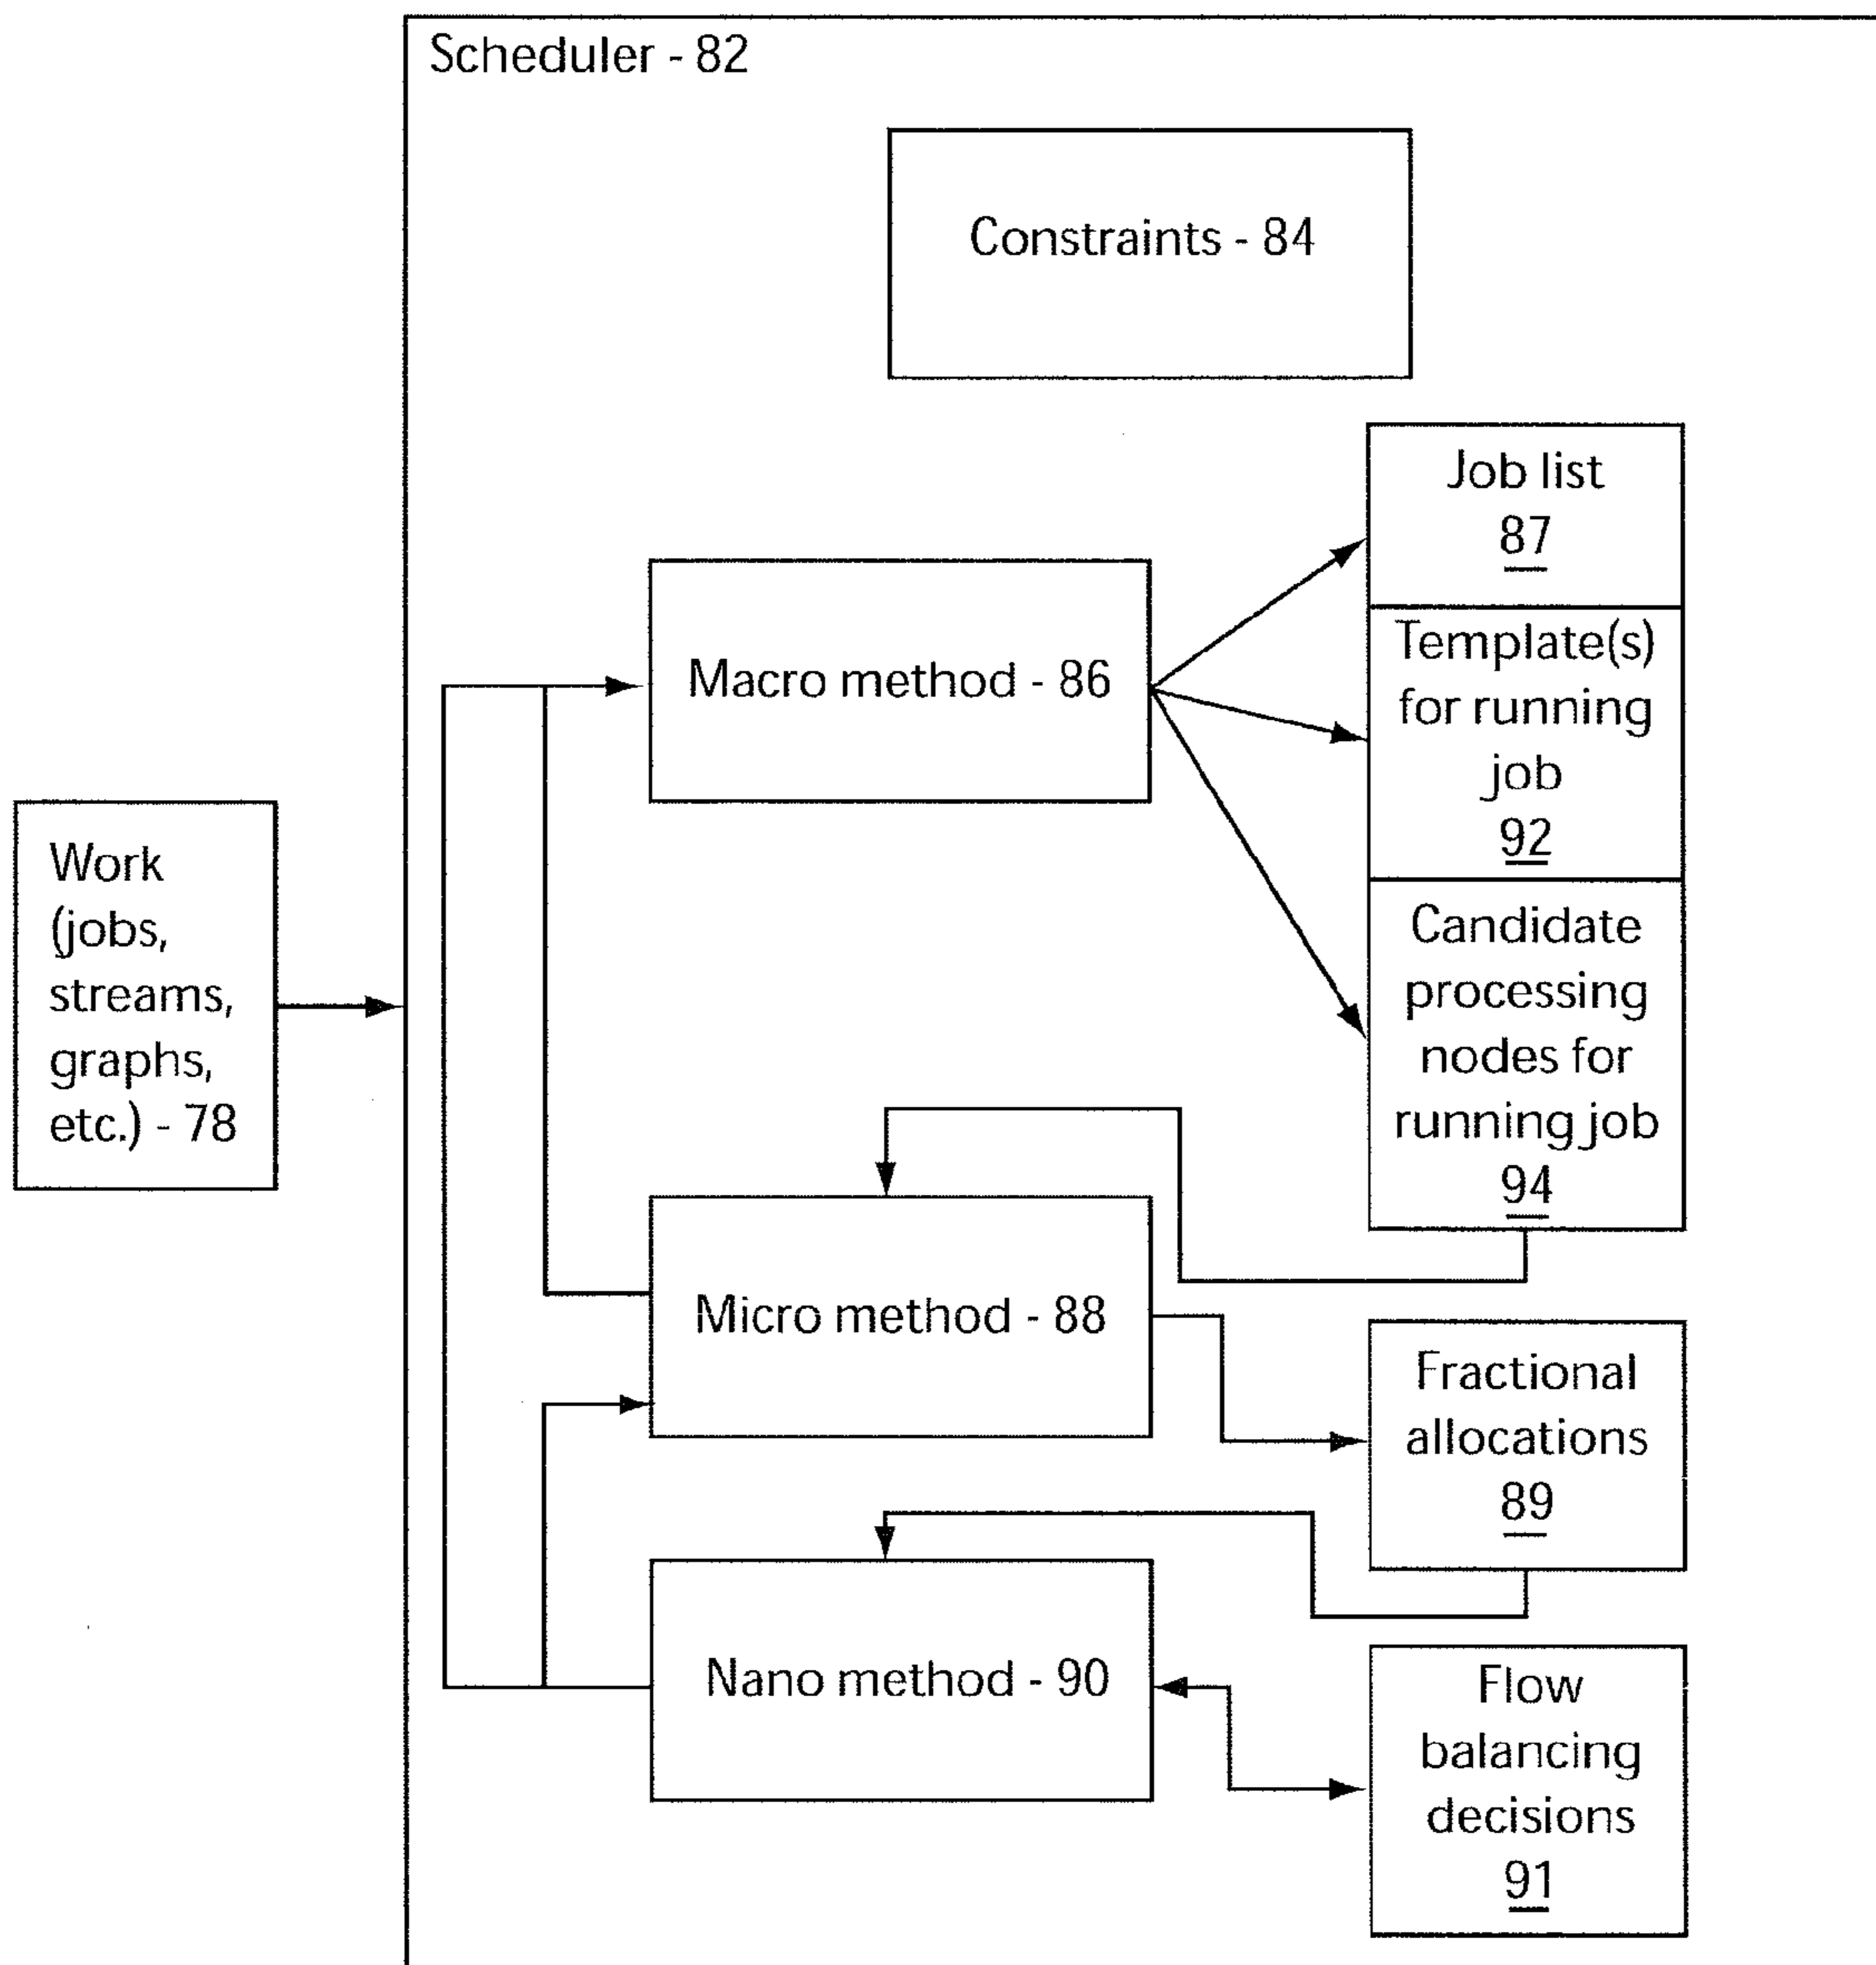 Scheduler - 82
Constraints - 84
Job list
87
Template(s)
for running
job
92
Candidate
processing
nodes for
running job
94
Macro method - 86
Work
(jobs,
streams,
graphs,
etc.) - 78
Micro method - 88
Fractional
allocations
89
Nano method - 90
Flow
balancing
decisions
91